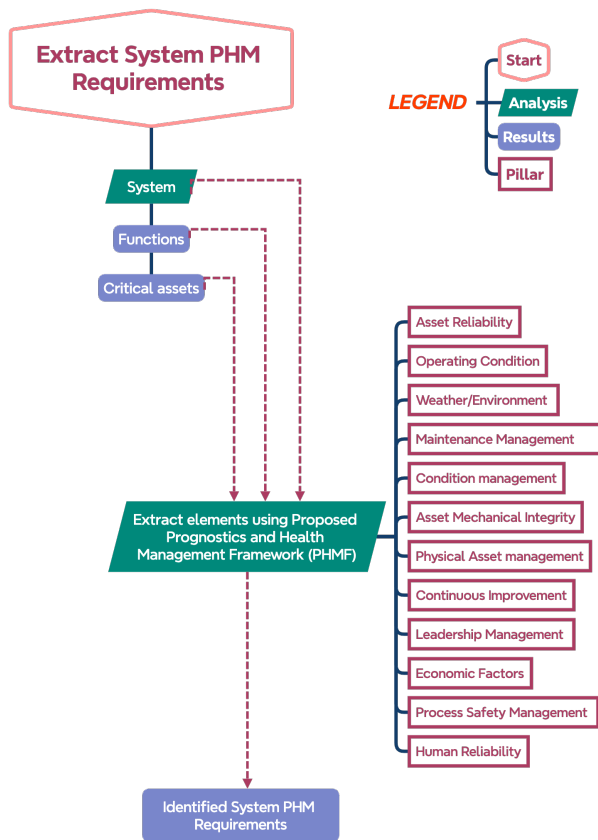 Extract System PHM
Requirements
LEGEND
Start
Analysis
Results
Pillar
System
Functions
Critical assets
Asset Reliability
Operating Condition
Weather/Environment
Maintenance Management
Condition management
Asset Mechanical Integrity
Physical Asset management
Continuous Improvement
Leadership Management
Economic Factors
Process Safety Management
Human Reliability
Extract elements using Proposed
Prognostics and Health
Management Framework (PHMF)
Identified System PHM
Requirements